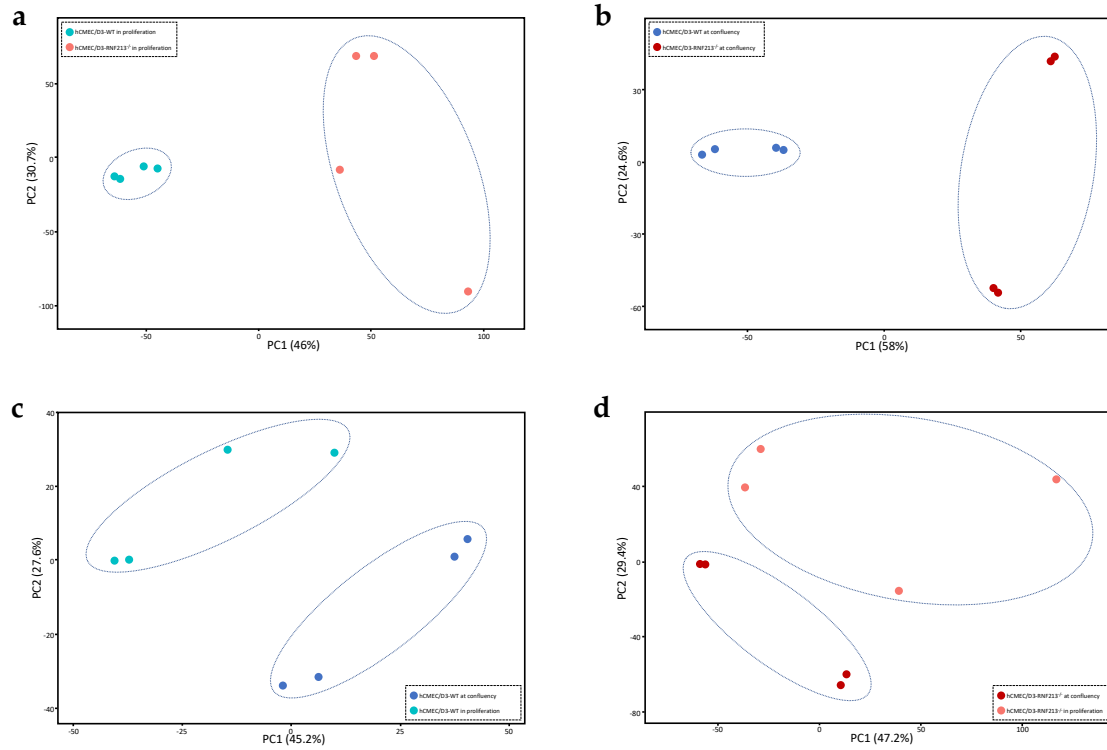 a
hCMEC/D3-WT in proliferation
hCMEC/D3-RNF213-/- in proliferation
50
0
-50
-100
PC2 (30.7%)
-50
0
50
100
PC1 (46%)
b
hCMEC/D3-WT at confluency
hCMEC/D3-RNF213-/- at confluency
30
0
-30
-60
PC2 (24.6%)
-50
0
50
PC1 (58%)
c
40
20
0
-20
-40
PC2 (27.6%)
hCMEC/D3-WT at confluency
hCMEC/D3-WT in proliferation
-50
-25
0
25
50
PC1 (45.2%)
d
40
0
-40
-80
PC2 (29.4%)
hCMEC/D3-RNF213-/- at confluency
hCMEC/D3-RNF213-/- in proliferation
-50
0
50
100
PC1 (47.2%)